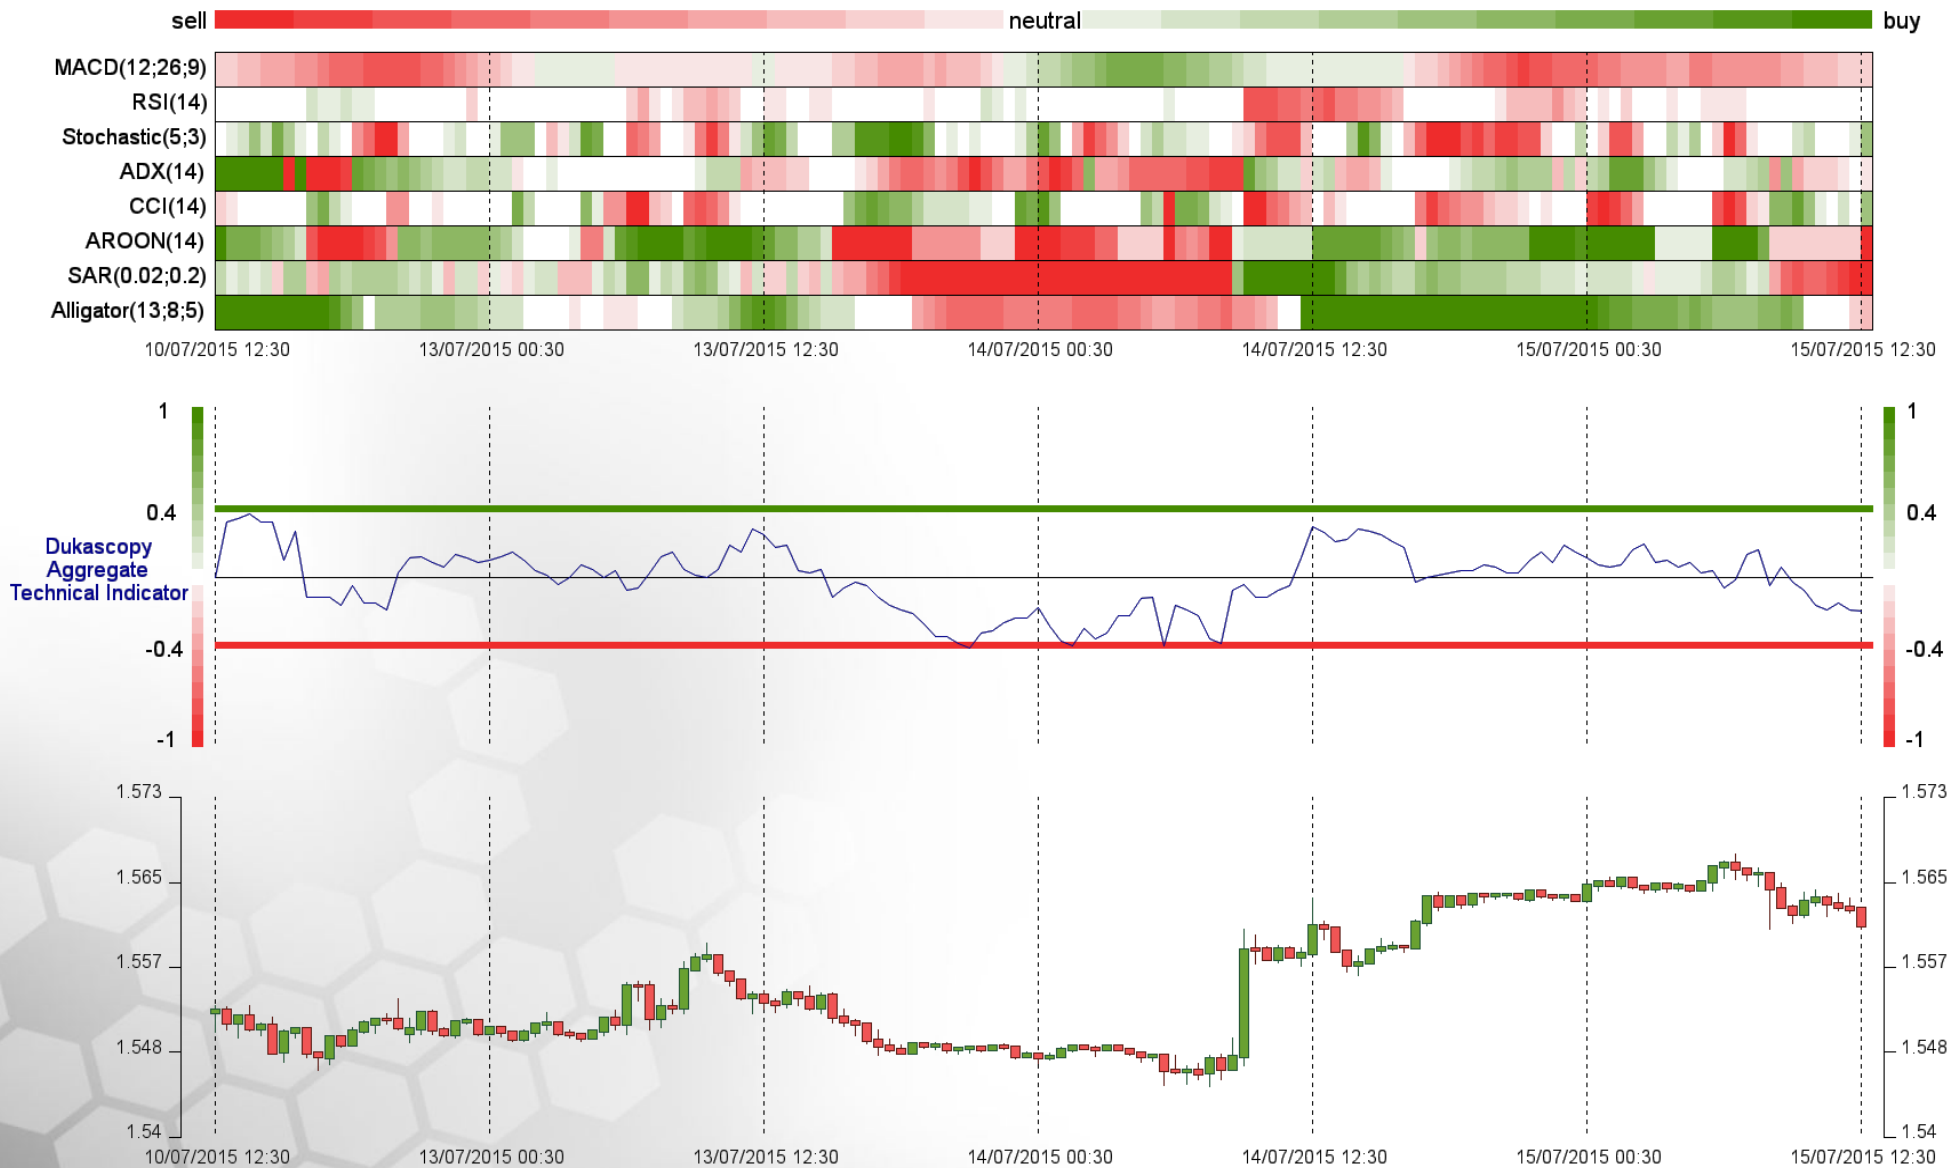 sell neutral buy
MACD(12;26;9)
RSI(14)
Stochastic(5;3)
ADX(14)
CCI(14)
AROON(14)
SAR(0.02;0.2)
Alligator(13;8;5)
10/07/2015 12:30 13/07/2015 00:30 13/07/2015 12:30 14/07/2015 00:30 14/07/2015 12:30 15/07/2015 00:30 15/07/2015 12:30
1 1
0.4 0.4
Dukascopy
Aggregate
Technical Indicator
-0.4 -0.4
-1 -1
1.573 1.573
1.565 1.565
1.557 1.557
1.548 1.548
1.54 1.54
10/07/2015 12:30 13/07/2015 00:30 13/07/2015 12:30 14/07/2015 00:30 14/07/2015 12:30 15/07/2015 00:30 15/07/2015 12:30